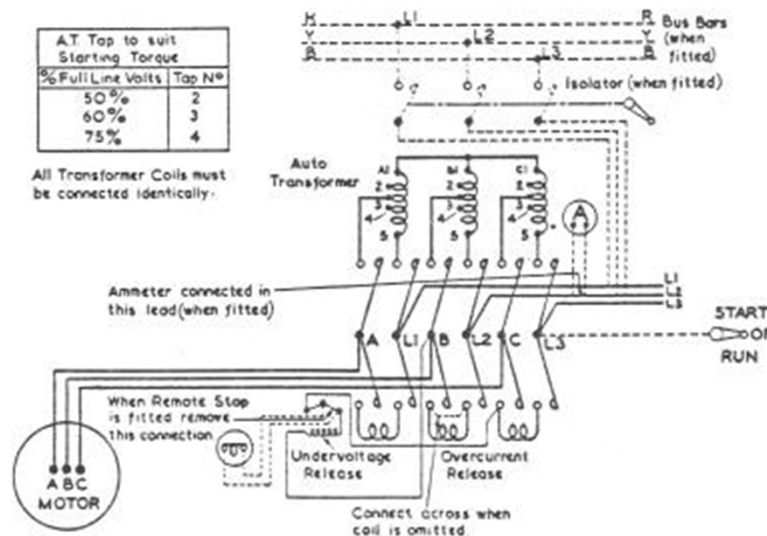 R L1 R Bus Bars
Y L2 Y (when
B L3 B fitted)
A.T. Tap to suit
Starting Torque
% Full Line Volts Tap Nº
50% 2
60% 3
75% 4
All Transformer Coils must
be connected identically.
Isolator (when fitted)
Auto
Transformer
A1 B1 C1
2 2 2
3 3 3
4 4 4
5 5 5
A
Ammeter connected in
this lead (when fitted)
L1
L2
L3
A L1 B L2 C L3
START
OFF
RUN
When Remote Stop
is fitted remove
this connection
Undervoltage
Release
Overcurrent
Release
A B C
MOTOR
Connect across when
coil is omitted